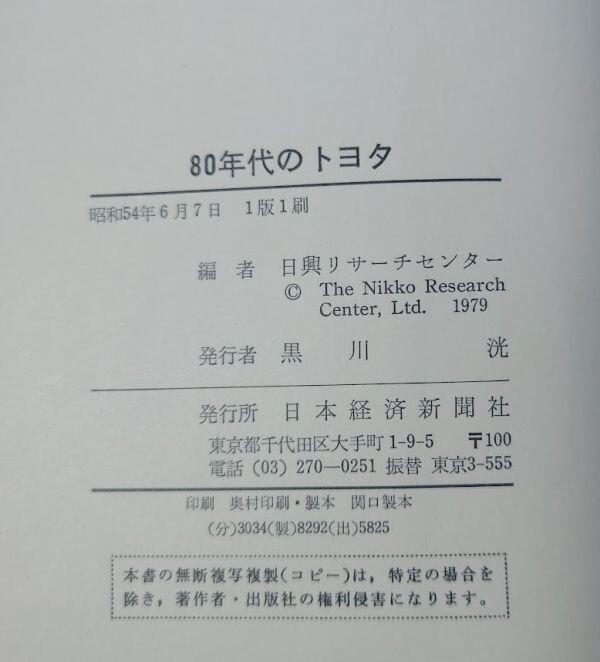 80年代のトヨタ
昭和54年6月7日 1版1刷
編者 日興リサーチセンター
© The Nikko Research
Center, Ltd. 1979
発行者 黒川 洸
発行所 日本経済新聞社
東京都千代田区大手町1-9-5 〒100
電話 (03) 270—0251 振替 東京3-555
印刷 奥村印刷・製本 関口製本
(分)3034(製)8292(出)5825
本書の無断複写複製(コピー)は,特定の場合を
除き,著作者・出版社の権利侵害になります。